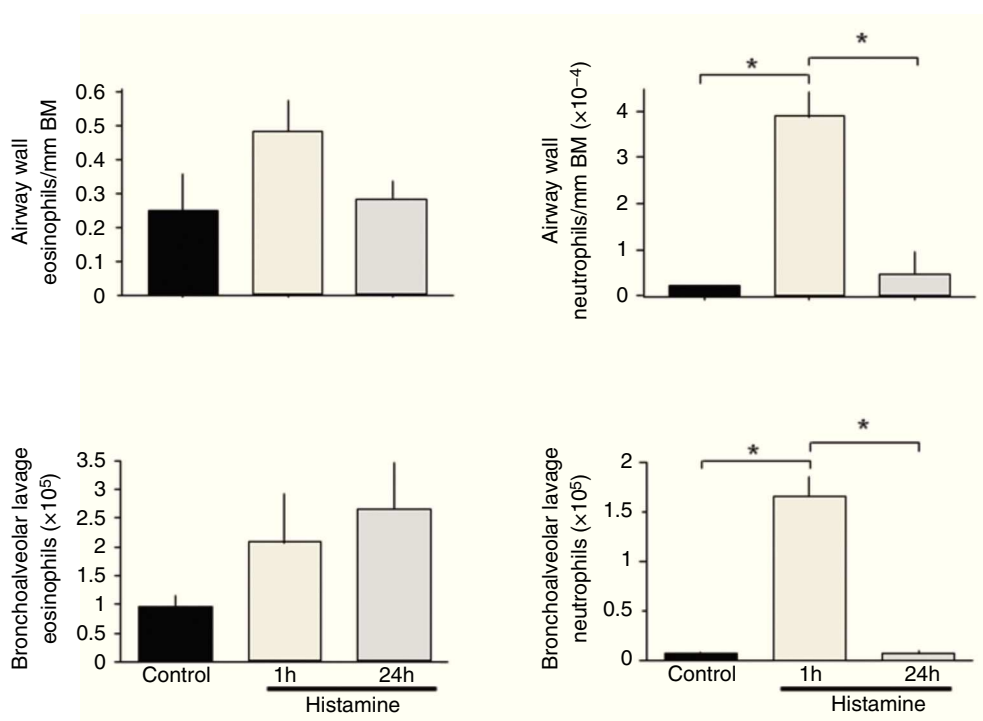 Airway wall
eosinophils/mm BM
0.6
0.5
0.4
0.3
0.2
0.1
0
Airway wall
neutrophils/mm BM (×10⁻⁴)
4
3
2
1
0
*
*
Bronchoalveolar lavage
eosinophils (×10⁵)
3.5
3
2.5
2
1.5
1
0.5
0
Control
1h
24h
Histamine
Bronchoalveolar lavage
neutrophils (×10⁵)
2
1.5
1
0.5
0
*
*
Control
1h
24h
Histamine